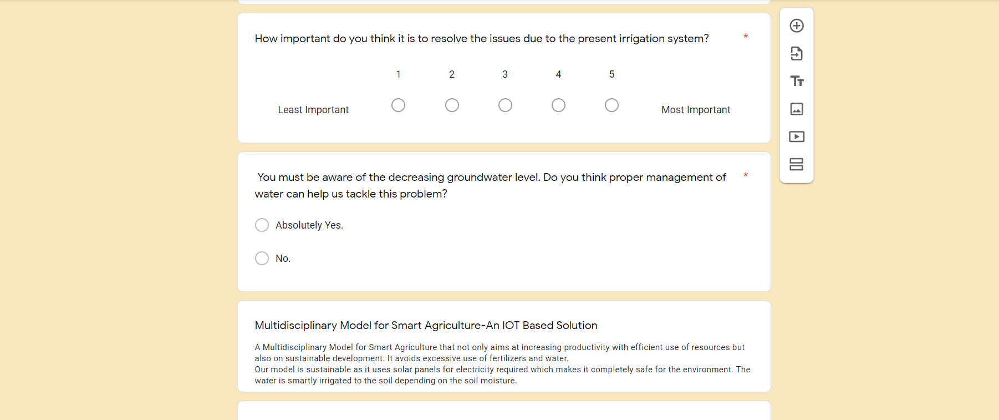 How important do you think it is to resolve the issues due to the present irrigation system? *
1 2 3 4 5
Least Important Most Important
You must be aware of the decreasing groundwater level. Do you think proper management of *
water can help us tackle this problem?
Absolutely Yes.
No.
Multidisciplinary Model for Smart Agriculture-An IOT Based Solution
A Multidisciplinary Model for Smart Agriculture that not only aims at increasing productivity with efficient use of resources but
also on sustainable development. It avoids excessive use of fertilizers and water.
Our model is sustainable as it uses solar panels for electricity required which makes it completely safe for the environment. The
water is smartly irrigated to the soil depending on the soil moisture.